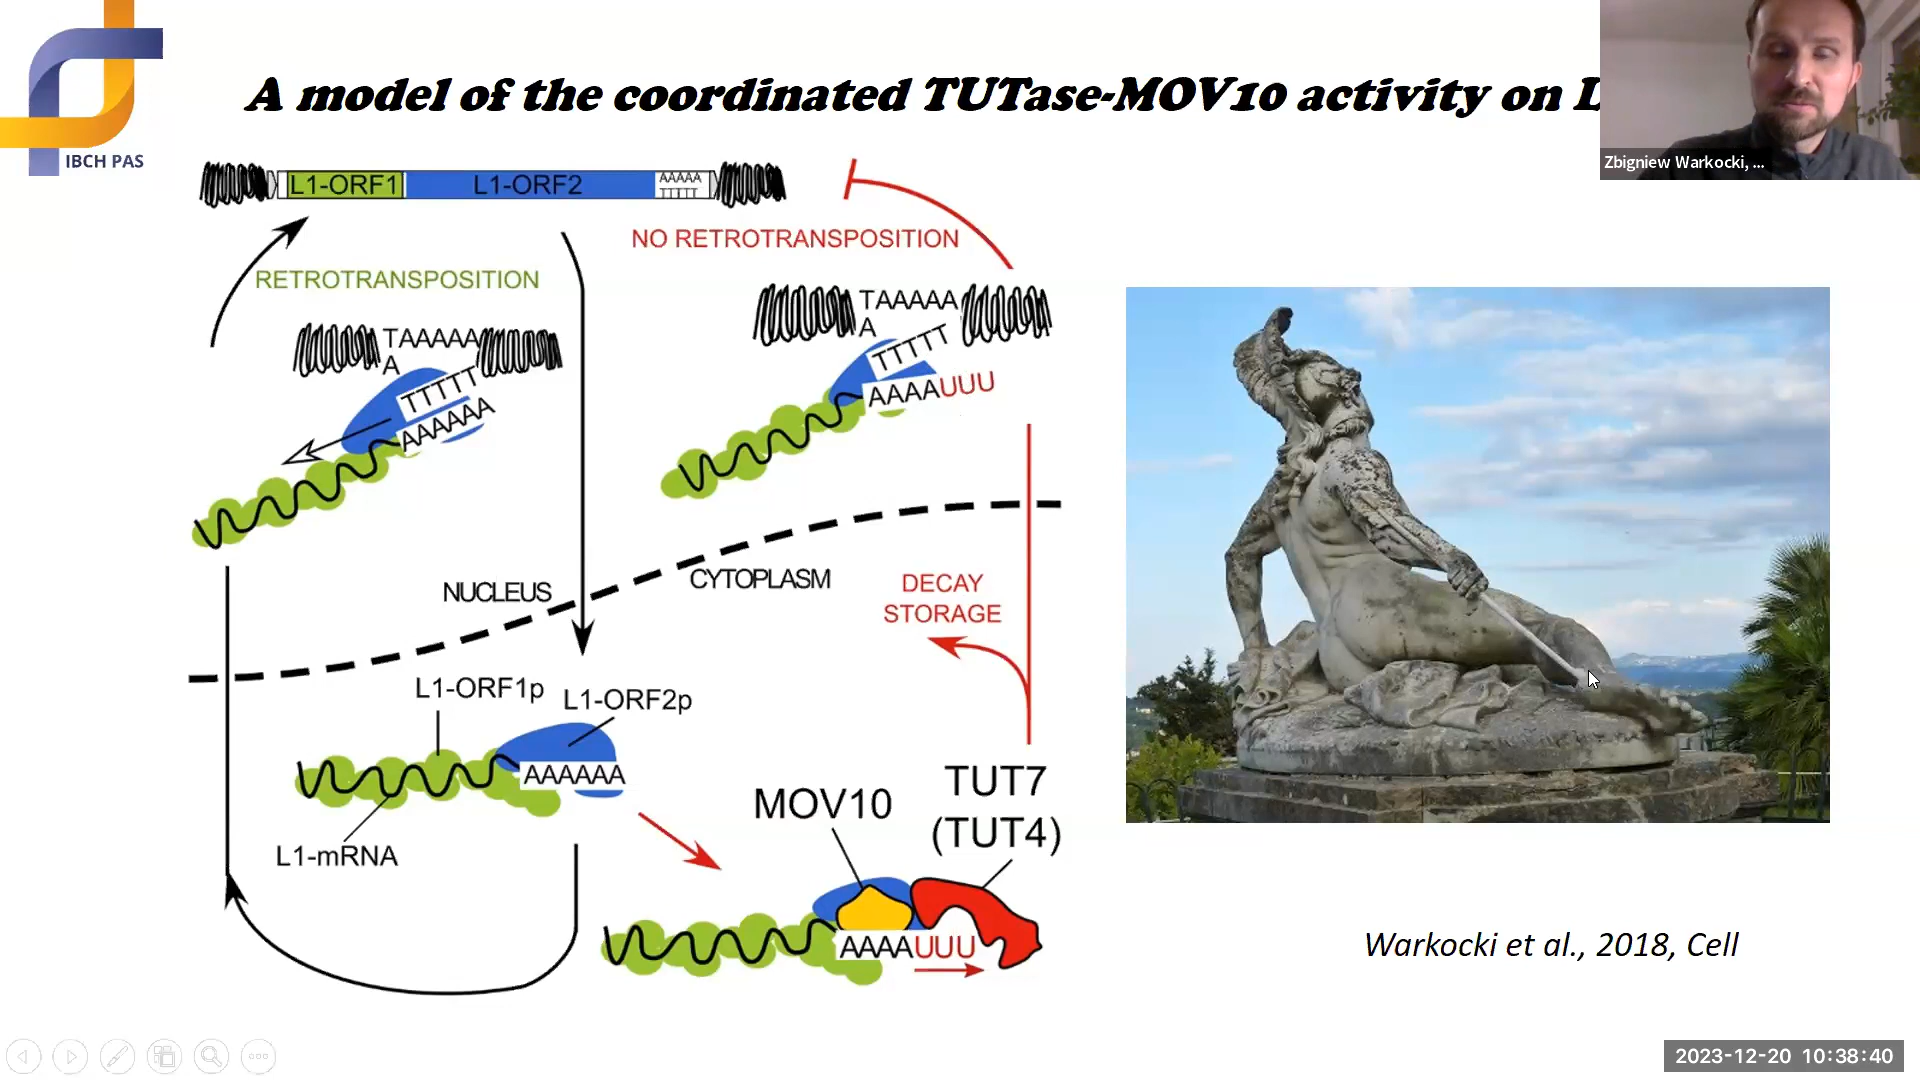 IBCH PAS
A model of the coordinated TUTase-MOV10 activity on
Zbigniew Warkocki, ...
L1-ORF1
L1-ORF2
AAAAA
TTTTT
NO RETROTRANSPOSITION
RETROTRANSPOSITION
TAAAAA
A
TTTTT
AAAAUUU
TAAAAA
A
TTTTT
AAAAAA
NUCLEUS
CYTOPLASM
DECAY
STORAGE
L1-ORF1p
L1-ORF2p
AAAAAA
L1-mRNA
MOV10
TUT7
(TUT4)
AAAAUUU
Warkocki et al., 2018, Cell
2023-12-20 10:38:40